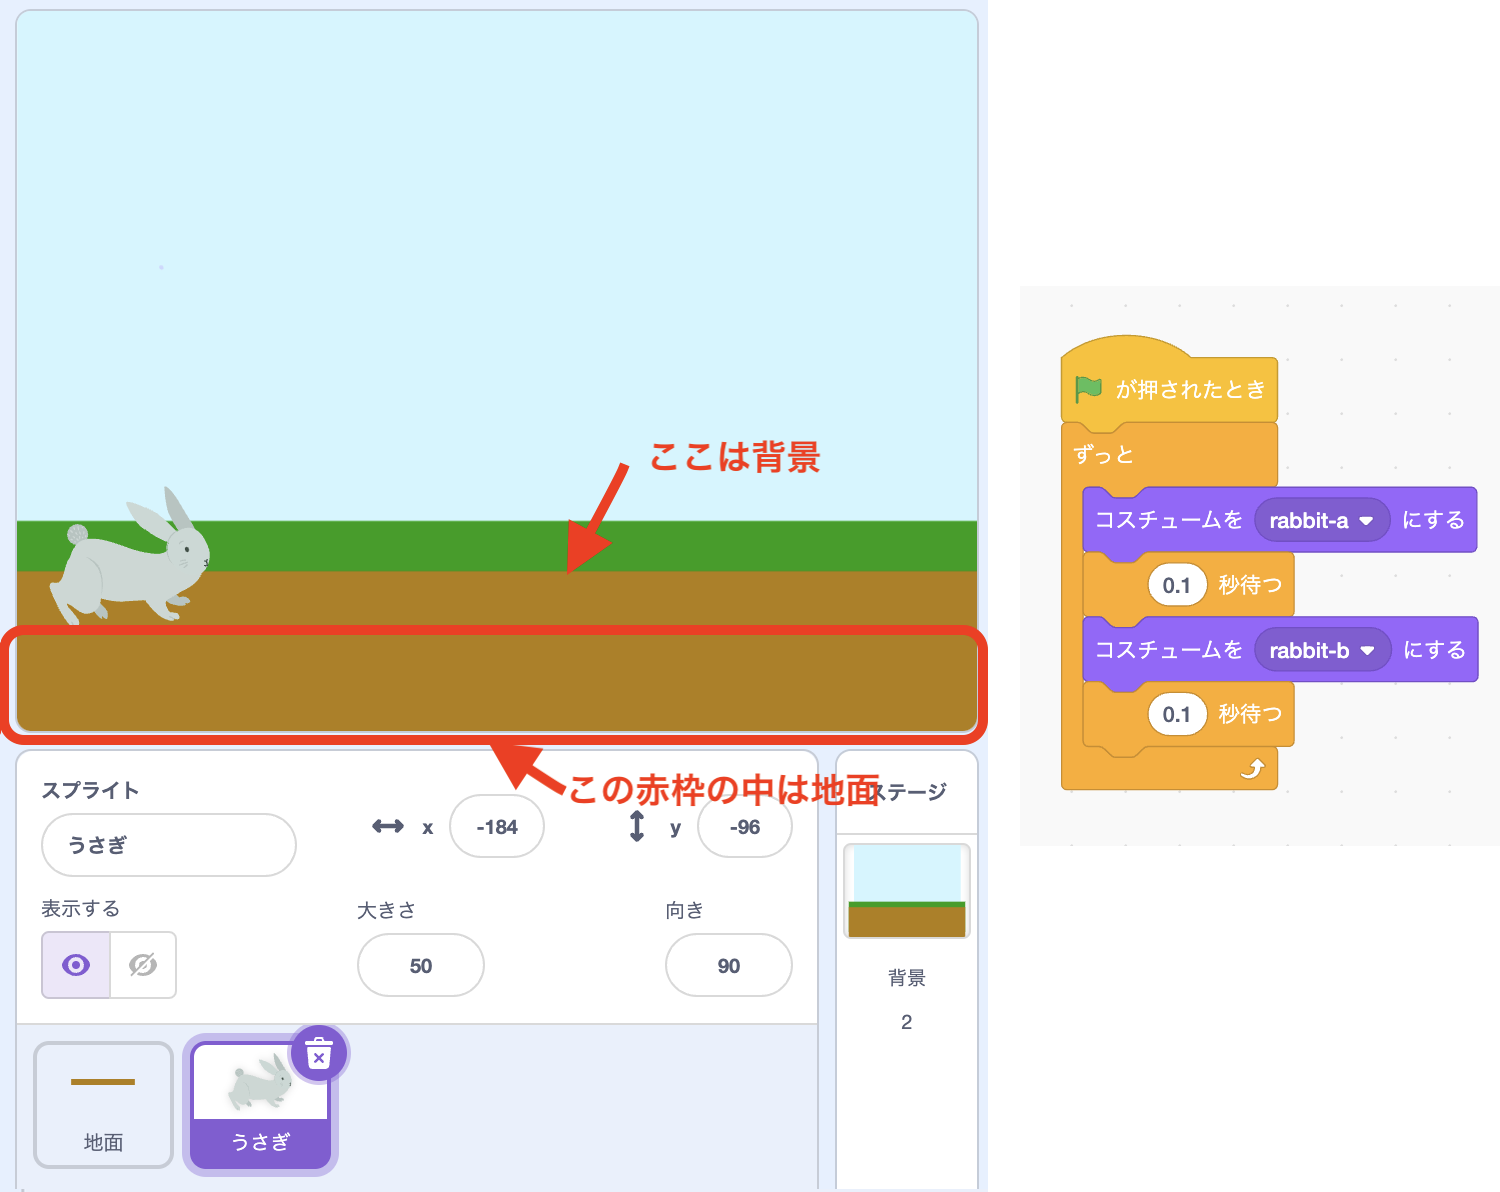 ここは背景
この赤枠の中は地面
スプライト
うさぎ
x
-184
y
-96
表示する
大きさ
50
向き
90
地面
うさぎ
ステージ
背景
2
が押されたとき
ずっと
コスチュームを rabbit-a にする
0.1 秒待つ
コスチュームを rabbit-b にする
0.1 秒待つ